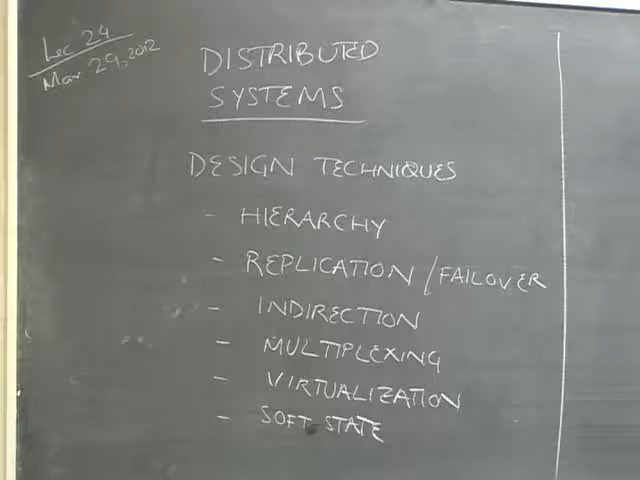 Lec 24
Mar 29, 2012
DISTRIBUTED
SYSTEMS
DESIGN TECHNIQUES
- HIERARCHY
- REPLICATION / FAILOVER
- INDIRECTION
- MULTIPLEXING
- VIRTUALIZATION
- SOFT STATE